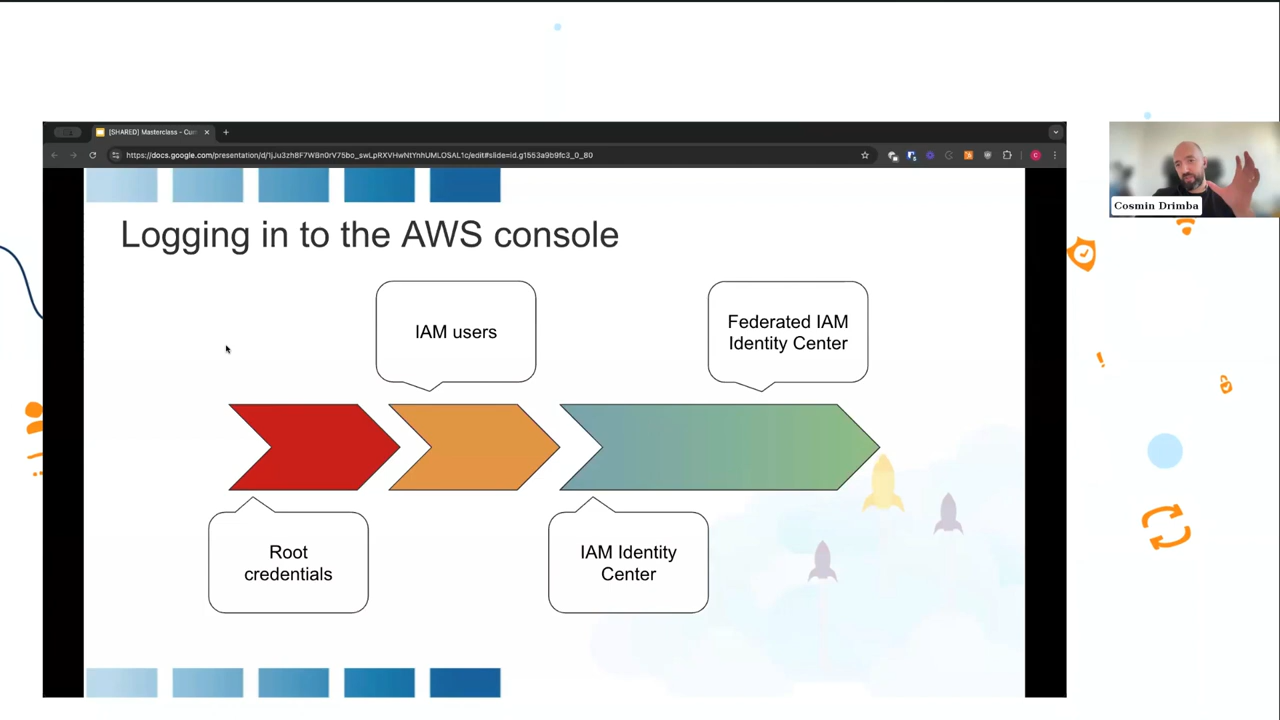 [SHARED] Masterclass - Cur
https://docs.google.com/presentation/d/1jJu3zh8F7WBn0rV75bo_swLpRXVHwNtYnhUMLOSAL1c/edit#slide=id.g1553a9b9fc3_0_80
C
Logging in to the AWS console
IAM users
Federated IAM
Identity Center
Root
credentials
IAM Identity
Center
Cosmin Drimba